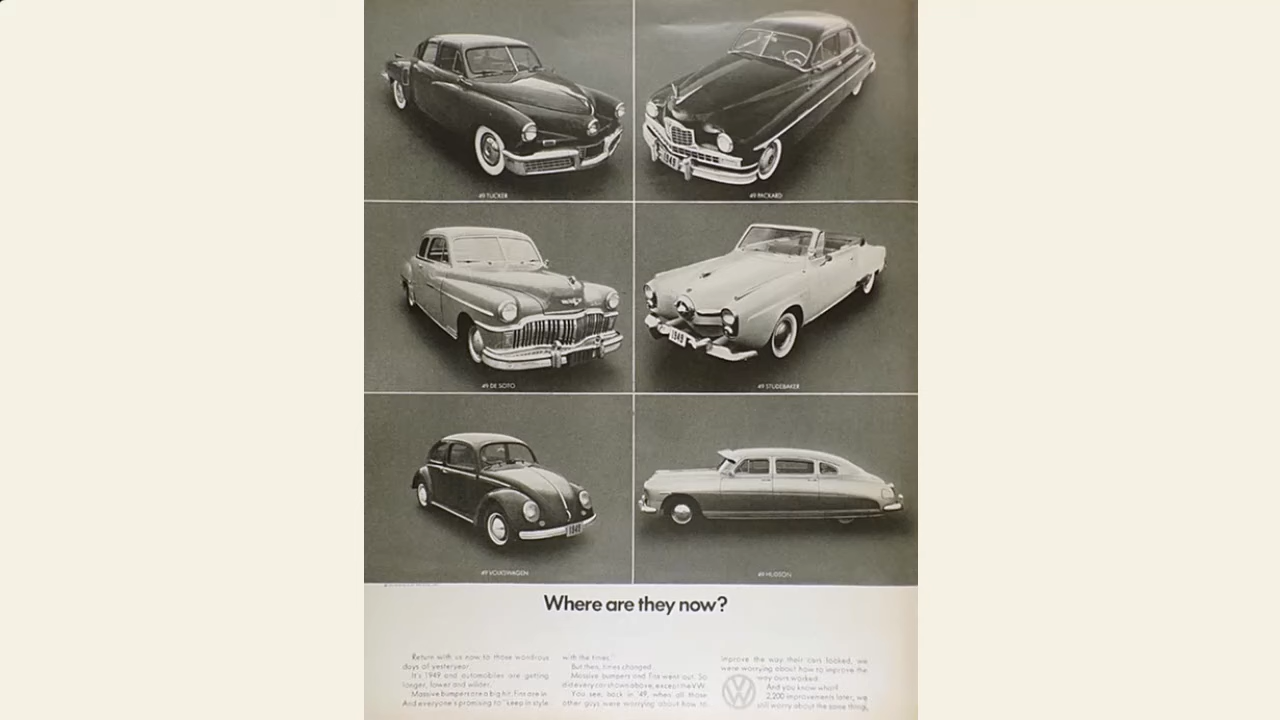 49 TUCKER
49 PACKARD
1949
49 DE SOTO
49 STUDEBAKER
1949
49 VOLKSWAGEN
1949
49 HUDSON
Where are they now?
Return with us now to those wondrous
days of yesteryear.
It's 1949 and automobiles are getting
longer, lower and wilder.
Massive bumpers are a big hit. Fins are in.
And everyone's promising to "keep in style
with the times."
But then, times changed.
Massive bumpers and fins went out. So
did every car shown above, except the VW.
You see, back in '49, when all those
other guys were worrying about how to
improve the way their cars looked, we
were worrying about how to improve the
way ours worked.
And you know what?
2,200 improvements later, we
still worry about the same thing.
VW